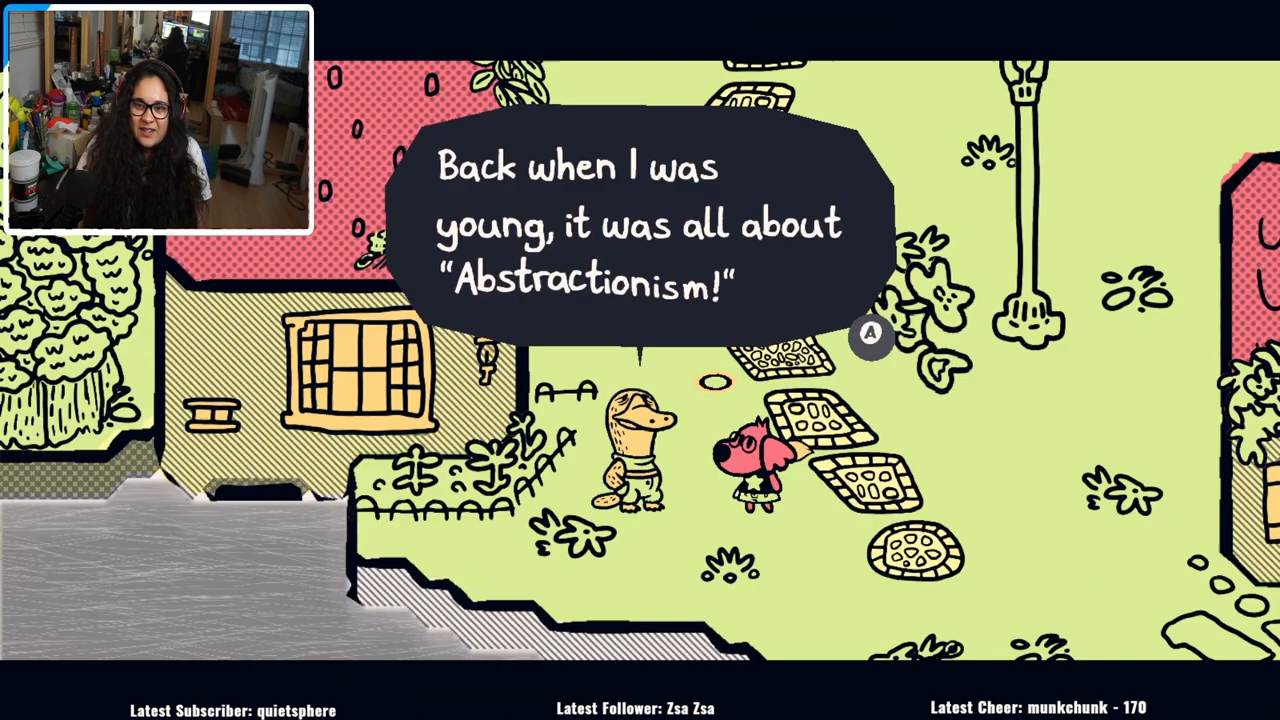 Back when I was
young, it was all about
"Abstractionism!"
A
Latest Subscriber: quietsphere
Latest Follower: Zsa Zsa
Latest Cheer: munkchunk - 170